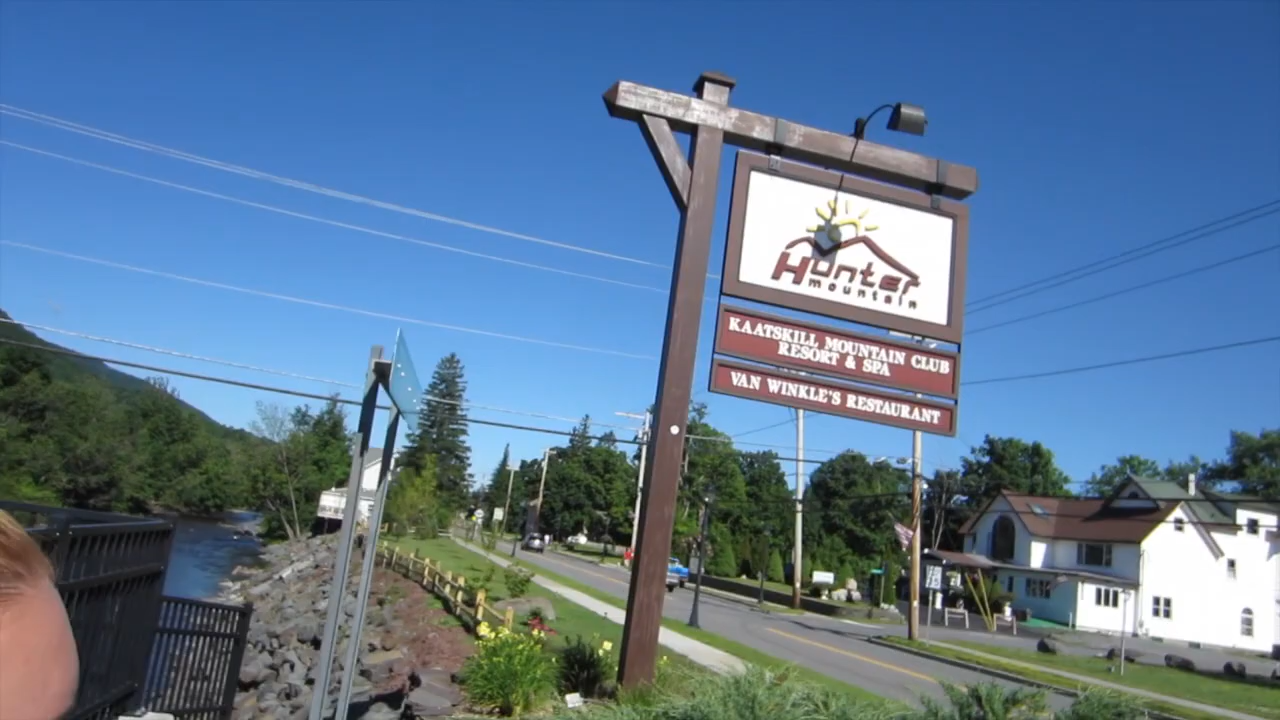 Hunter
mountain
KAATSKILL MOUNTAIN CLUB
RESORT & SPA
VAN WINKLE'S RESTAURANT